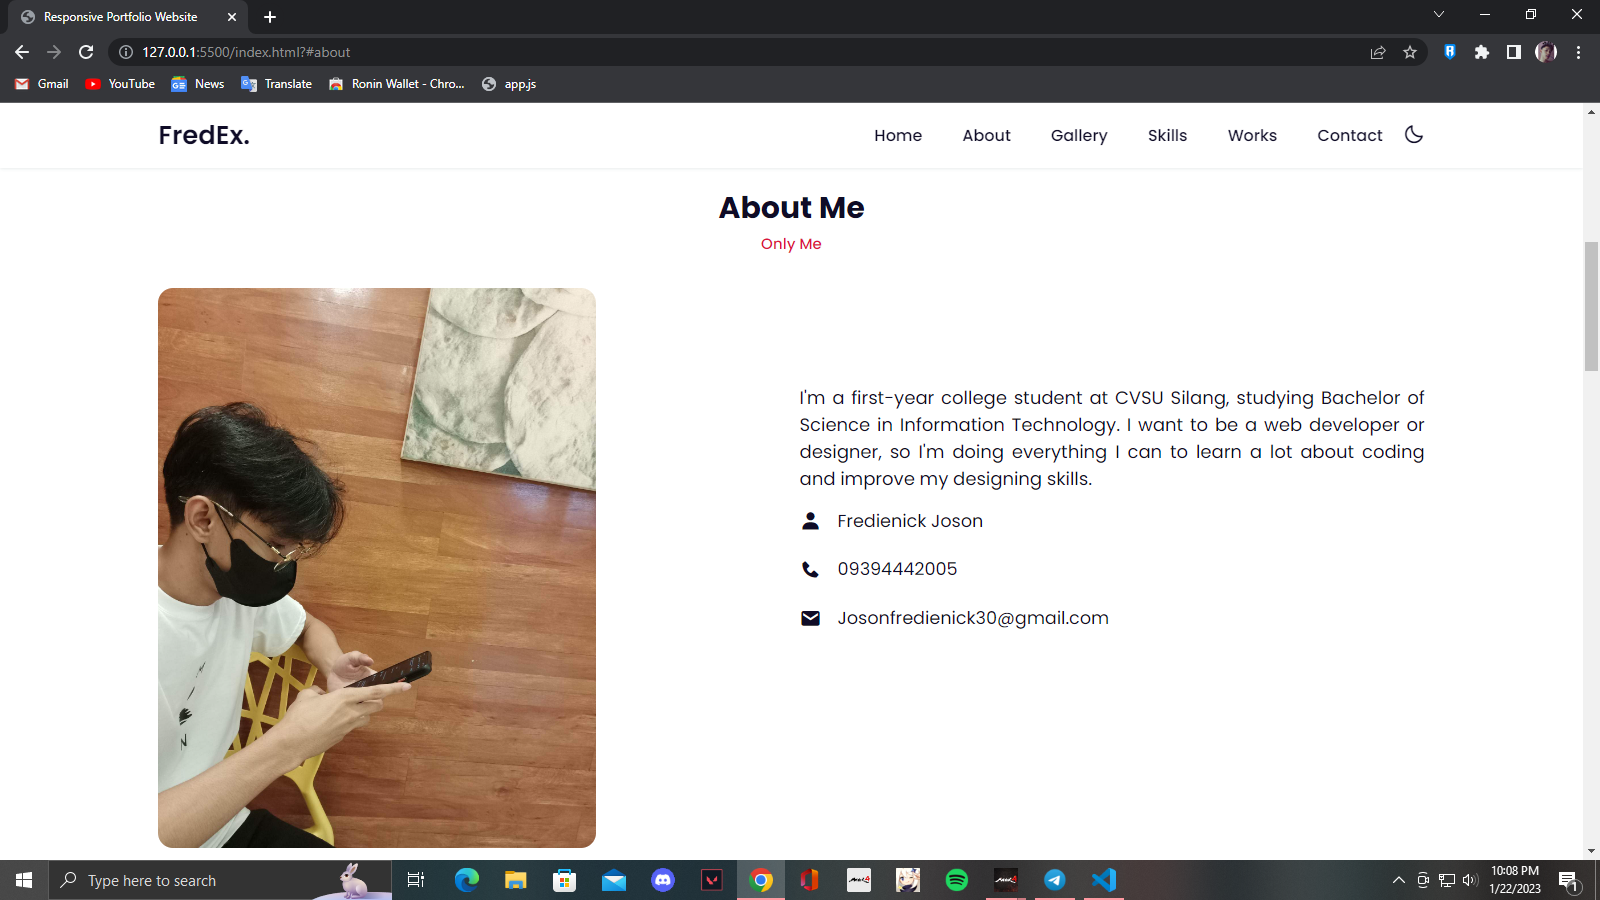 Responsive Portfolio Website
127.0.0.1:5500/index.html?#about
Gmail
YouTube
News
Translate
Ronin Wallet - Chro...
app.js
FredEx.
Home
About
Gallery
Skills
Works
Contact
About Me
Only Me
I'm a first-year college student at CVSU Silang, studying Bachelor of
Science in Information Technology. I want to be a web developer or
designer, so I'm doing everything I can to learn a lot about coding
and improve my designing skills.
Fredienick Joson
09394442005
Josonfredienick30@gmail.com
Type here to search
10:08 PM
1/22/2023
1